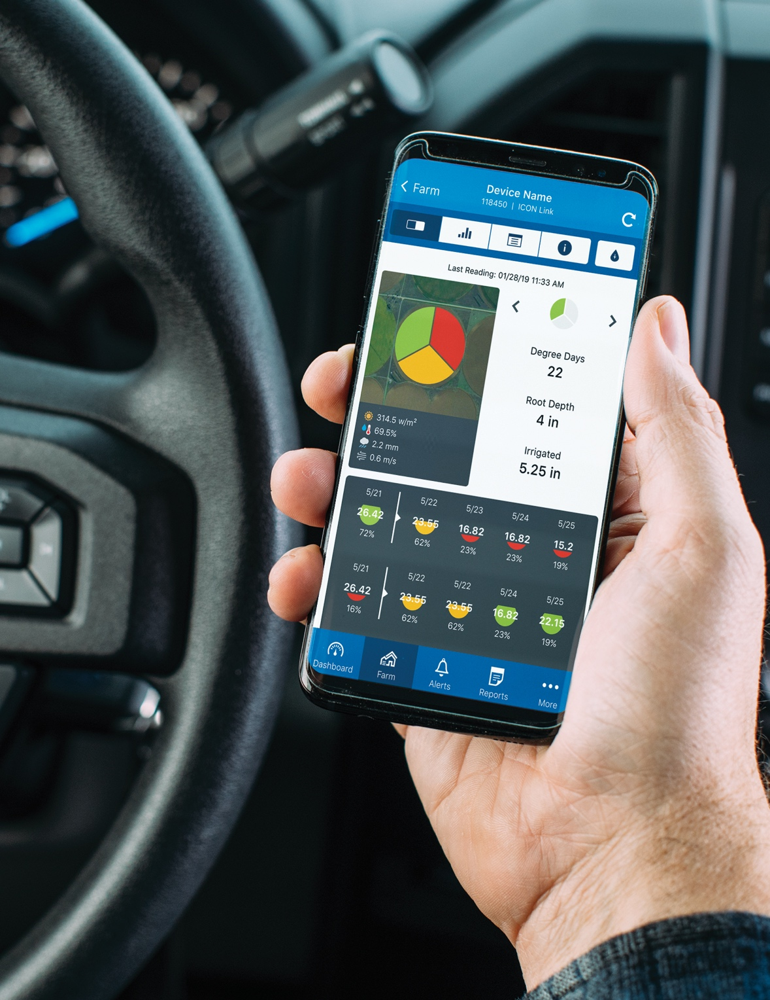 Farm
Device Name
118450 | ICON Link
Last Reading: 01/28/19 11:33 AM
Degree Days
22
Root Depth
4 in
Irrigated
5.25 in
314.5 w/m²
69.5%
2.2 mm
0.6 m/s
5/21 5/22 5/23 5/24 5/25
26.42 23.55 16.82 16.82 15.2
72% 62% 23% 23% 19%
5/21 5/22 5/22 5/24 5/25
26.42 23.55 23.55 16.82 22.15
16% 62% 62% 23% 19%
Dashboard Farm Alerts Reports More